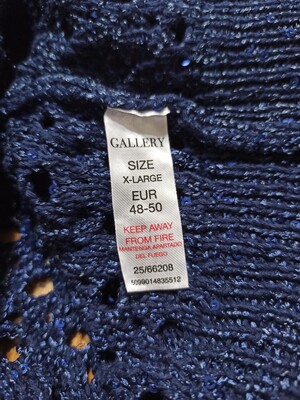 GALLERY
SIZE
X-LARGE
EUR
48-50
KEEP AWAY
FROM FIRE
MANTENGA APARTADO
DEL FUEGO
25/66208
5099014835512